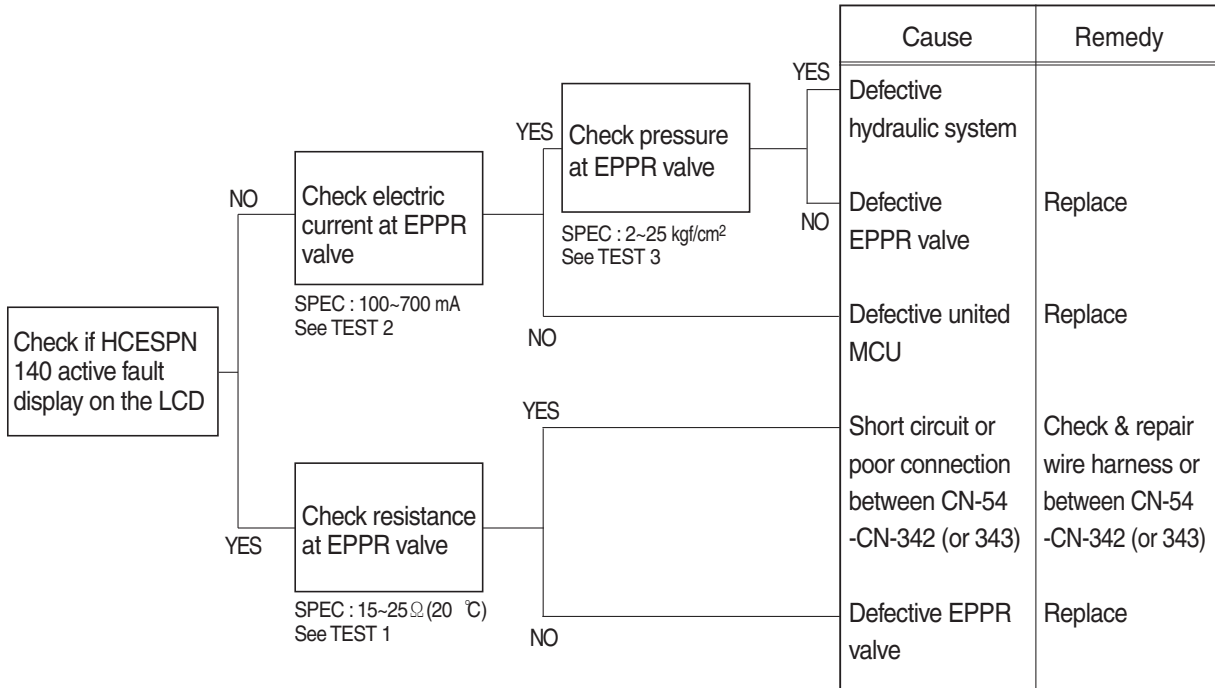 Cause
Remedy
YES
Defective
hydraulic system
YES
Check pressure
at EPPR valve
NO
Check electric
current at EPPR
valve
NO
Defective
EPPR valve
Replace
SPEC : 2~25 kgf/cm²
See TEST 3
SPEC : 100~700 mA
See TEST 2
NO
Defective united
MCU
Replace
Check if HCESPN
140 active fault
display on the LCD
YES
Short circuit or
poor connection
between CN-54
-CN-342 (or 343)
Check & repair
wire harness or
between CN-54
-CN-342 (or 343)
YES
Check resistance
at EPPR valve
SPEC : 15~25Ω(20 ℃)
See TEST 1
NO
Defective EPPR
valve
Replace